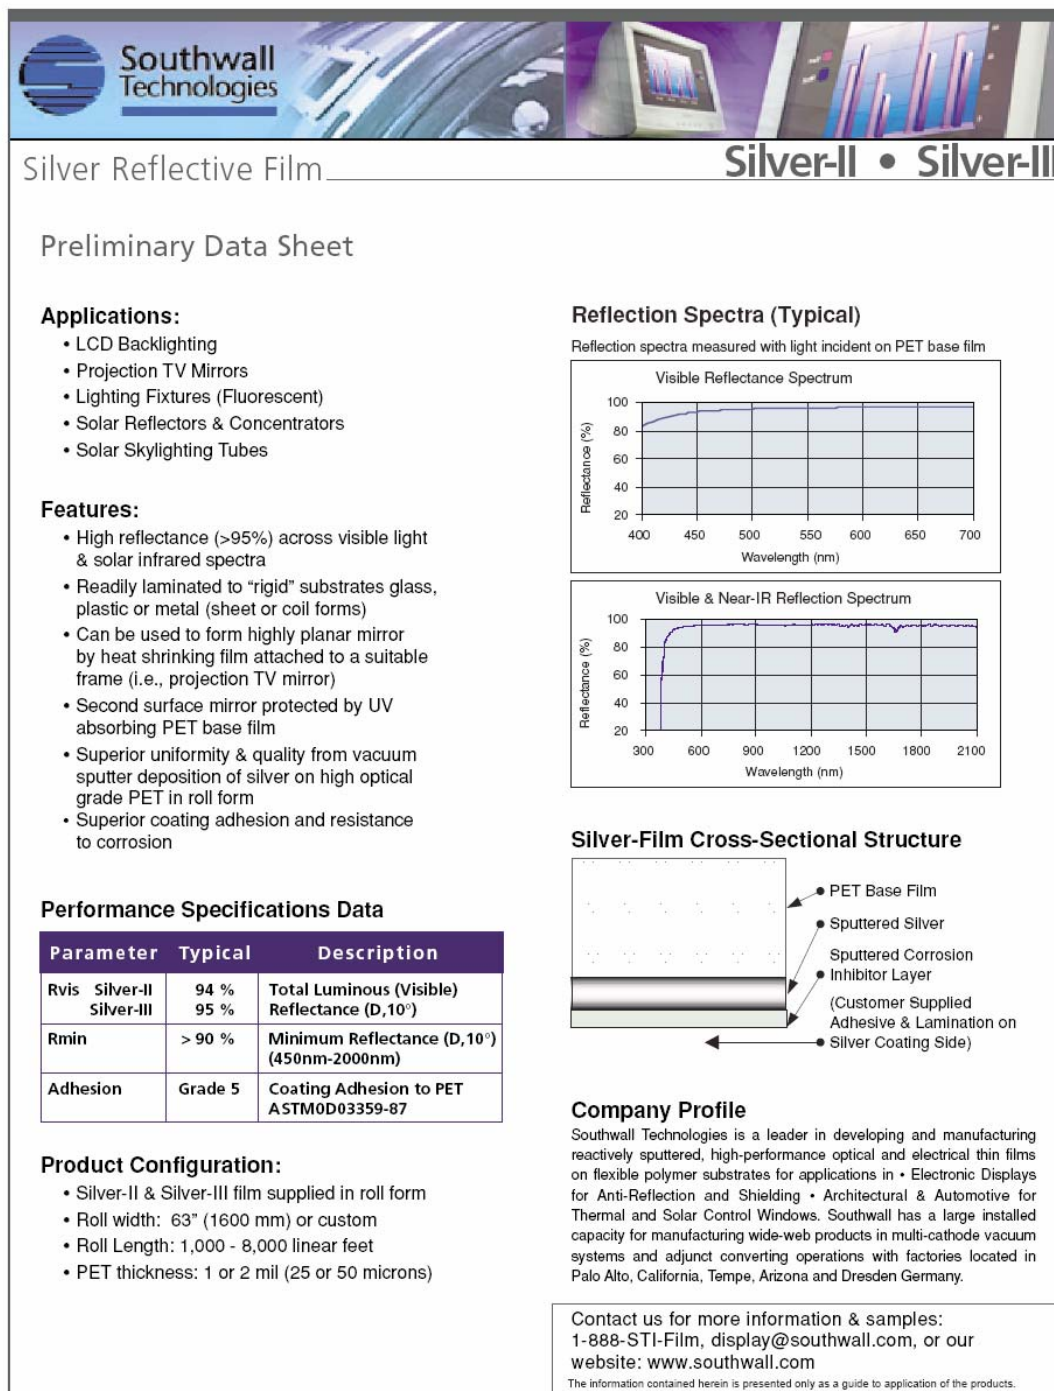 Southwall
Technologies
Silver Reflective Film
Silver-II • Silver-III
Preliminary Data Sheet
Applications:
• LCD Backlighting
• Projection TV Mirrors
• Lighting Fixtures (Fluorescent)
• Solar Reflectors & Concentrators
• Solar Skylighting Tubes
Features:
• High reflectance (>95%) across visible light
& solar infrared spectra
• Readily laminated to “rigid” substrates glass,
plastic or metal (sheet or coil forms)
• Can be used to form highly planar mirror
by heat shrinking film attached to a suitable
frame (i.e., projection TV mirror)
• Second surface mirror protected by UV
absorbing PET base film
• Superior uniformity & quality from vacuum
sputter deposition of silver on high optical
grade PET in roll form
• Superior coating adhesion and resistance
to corrosion
Performance Specifications Data
Parameter Typical Description
Rvis Silver-II 94 % Total Luminous (Visible)
Silver-III 95 % Reflectance (D,10°)
Rmin > 90 % Minimum Reflectance (D,10°)
(450nm-2000nm)
Adhesion Grade 5 Coating Adhesion to PET
ASTM0D03359-87
Product Configuration:
• Silver-II & Silver-III film supplied in roll form
• Roll width: 63” (1600 mm) or custom
• Roll Length: 1,000 - 8,000 linear feet
• PET thickness: 1 or 2 mil (25 or 50 microns)
Reflection Spectra (Typical)
Reflection spectra measured with light incident on PET base film
Visible Reflectance Spectrum
Reflectance (%)
100
80
60
40
20
400 450 500 550 600 650 700
Wavelength (nm)
Visible & Near-IR Reflection Spectrum
Reflectance (%)
100
80
60
40
20
300 600 900 1200 1500 1800 2100
Wavelength (nm)
Silver-Film Cross-Sectional Structure
PET Base Film
Sputtered Silver
Sputtered Corrosion
Inhibitor Layer
(Customer Supplied
Adhesive & Lamination on
Silver Coating Side)
Company Profile
Southwall Technologies is a leader in developing and manufacturing
reactively sputtered, high-performance optical and electrical thin films
on flexible polymer substrates for applications in • Electronic Displays
for Anti-Reflection and Shielding • Architectural & Automotive for
Thermal and Solar Control Windows. Southwall has a large installed
capacity for manufacturing wide-web products in multi-cathode vacuum
systems and adjunct converting operations with factories located in
Palo Alto, California, Tempe, Arizona and Dresden Germany.
Contact us for more information & samples:
1-888-STI-Film, display@southwall.com, or our
website: www.southwall.com
The information contained herein is presented only as a guide to application of the products.